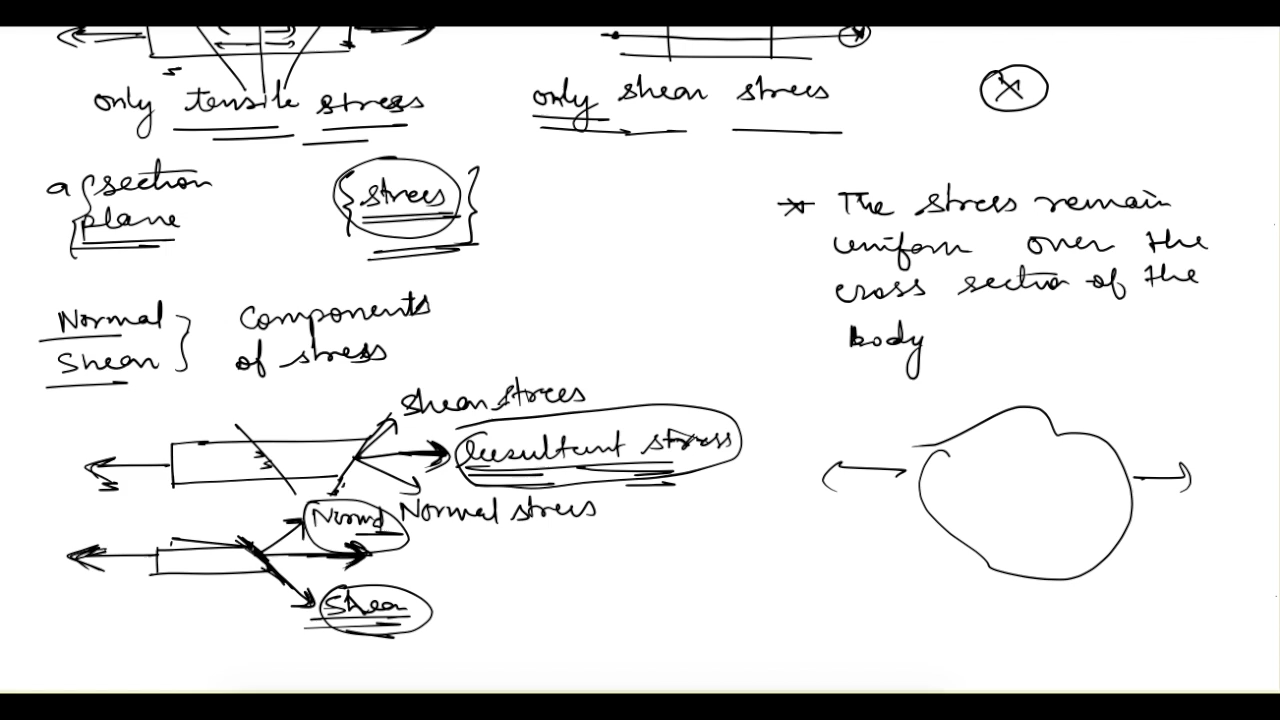 only tensile stress
only shear stress
a section
plane
stress
Normal
Shear
Components
of stress
* The stress remain
uniform over the
cross section of the
body
Shear stress
Resultant stress
Normal
Normal stress
Shear